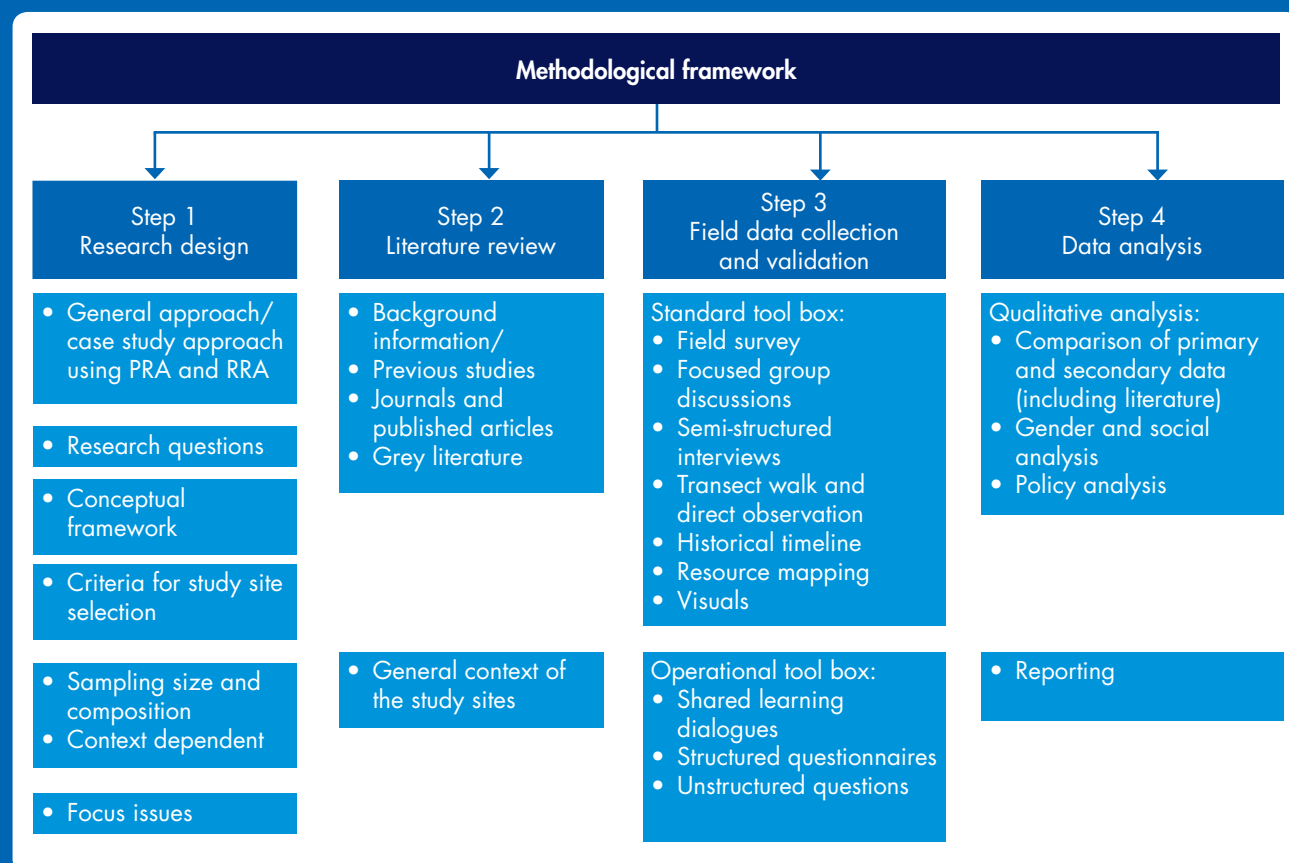 Methodological framework
Step 1
Research design
• General approach/
case study approach
using PRA and RRA
• Research questions
• Conceptual
framework
• Criteria for study site
selection
• Sampling size and
composition
• Context dependent
• Focus issues
Step 2
Literature review
• Background
information/
• Previous studies
• Journals and
published articles
• Grey literature
• General context of
the study sites
Step 3
Field data collection
and validation
Standard tool box:
• Field survey
• Focused group
discussions
• Semi-structured
interviews
• Transect walk and
direct observation
• Historical timeline
• Resource mapping
• Visuals
Operational tool box:
• Shared learning
dialogues
• Structured questionnaires
• Unstructured questions
Step 4
Data analysis
Qualitative analysis:
• Comparison of primary
and secondary data
(including literature)
• Gender and social
analysis
• Policy analysis
• Reporting